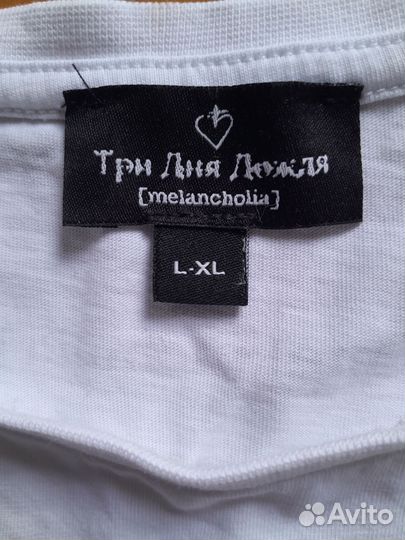 Три Дня Дождя
[melancholia]
L-XL
Avito